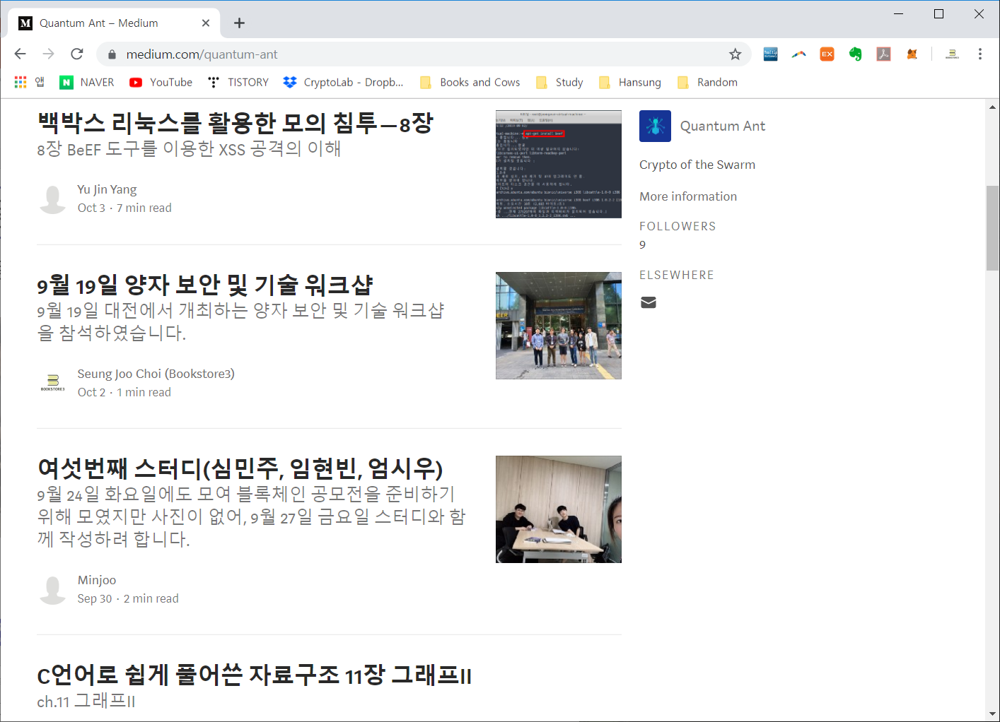 Quantum Ant – Medium
medium.com/quantum-ant
앱 NAVER YouTube TISTORY CryptoLab - Dropb... Books and Cows Study Hansung Random
백박스 리눅스를 활용한 모의 침투—8장
8장 BeEF 도구를 이용한 XSS 공격의 이해
Yu Jin Yang
Oct 3 · 7 min read
apt-get install beef
9월 19일 양자 보안 및 기술 워크샵
9월 19일 대전에서 개최하는 양자 보안 및 기술 워크샵
을 참석하였습니다.
BOOKSTORE3
Seung Joo Choi (Bookstore3)
Oct 2 · 1 min read
여섯번째 스터디(심민주, 임현빈, 엄시우)
9월 24일 화요일에도 모여 블록체인 공모전을 준비하기
위해 모였지만 사진이 없어, 9월 27일 금요일 스터디와 함
께 작성하려 합니다.
Minjoo
Sep 30 · 2 min read
C언어로 쉽게 풀어쓴 자료구조 11장 그래프II
ch.11 그래프II
Quantum Ant
Crypto of the Swarm
More information
FOLLOWERS
9
ELSEWHERE